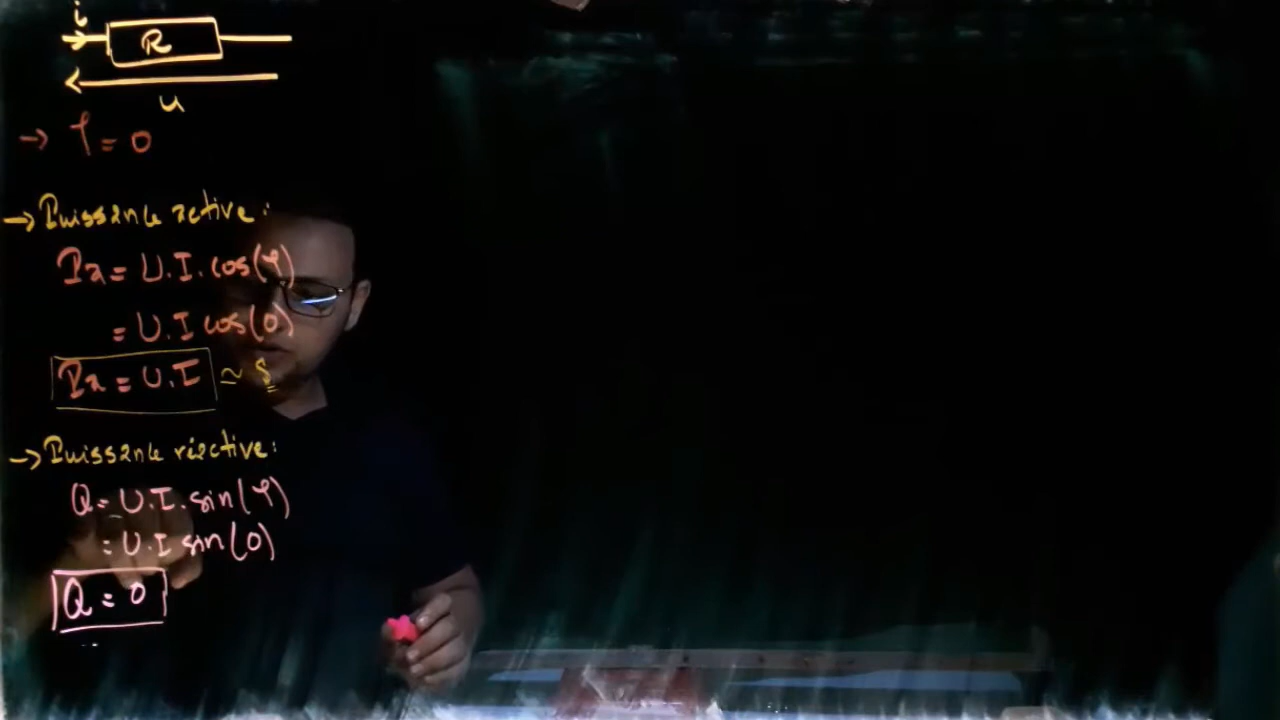 i
R
u
→ φ = 0
→ Puissance active:
Pa = U.I.cos(φ)
= U.I cos(0)
Pa = U.I ≃ S
→ Puissance réactive:
Q = U.I.sin(φ)
= U.I sin(0)
Q = 0